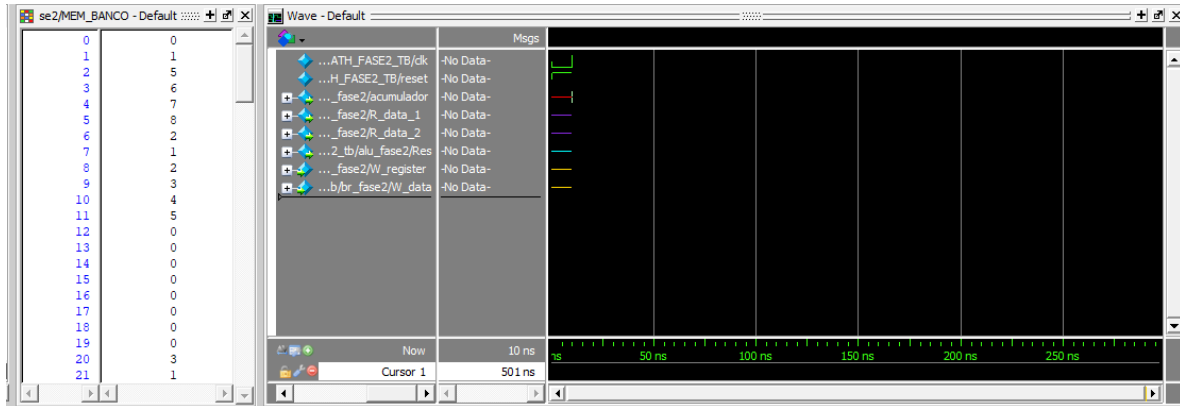 se2/MEM_BANCO - Default
0 0
1 1
2 5
3 6
4 7
5 8
6 2
7 1
8 2
9 3
10 4
11 5
12 0
13 0
14 0
15 0
16 0
17 0
18 0
19 0
20 3
21 1
Wave - Default
Msgs
...ATH_FASE2_TB/clk -No Data-
...H_FASE2_TB/reset -No Data-
..._fase2/acumulador -No Data-
..._fase2/R_data_1 -No Data-
..._fase2/R_data_2 -No Data-
...2_tb/alu_fase2/Res -No Data-
..._fase2/W_register -No Data-
...b/br_fase2/W_data -No Data-
Now 10 ns
Cursor 1 501 ns
ns 50 ns 100 ns 150 ns 200 ns 250 ns